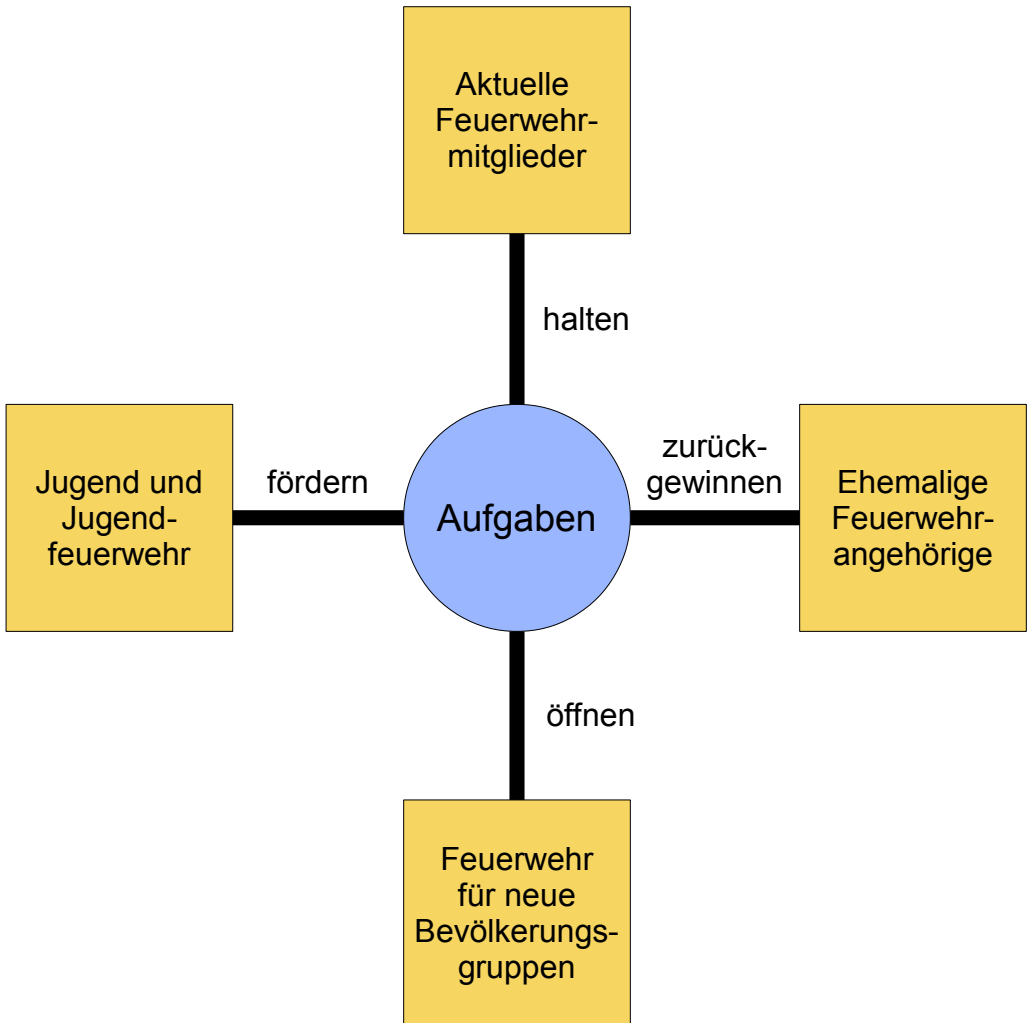 Aktuelle
Feuerwehr-
mitglieder
halten
Jugend und
Jugend-
feuerwehr
fördern
Aufgaben
zurück-
gewinnen
Ehemalige
Feuerwehr-
angehörige
öffnen
Feuerwehr
für neue
Bevölkerungs-
gruppen